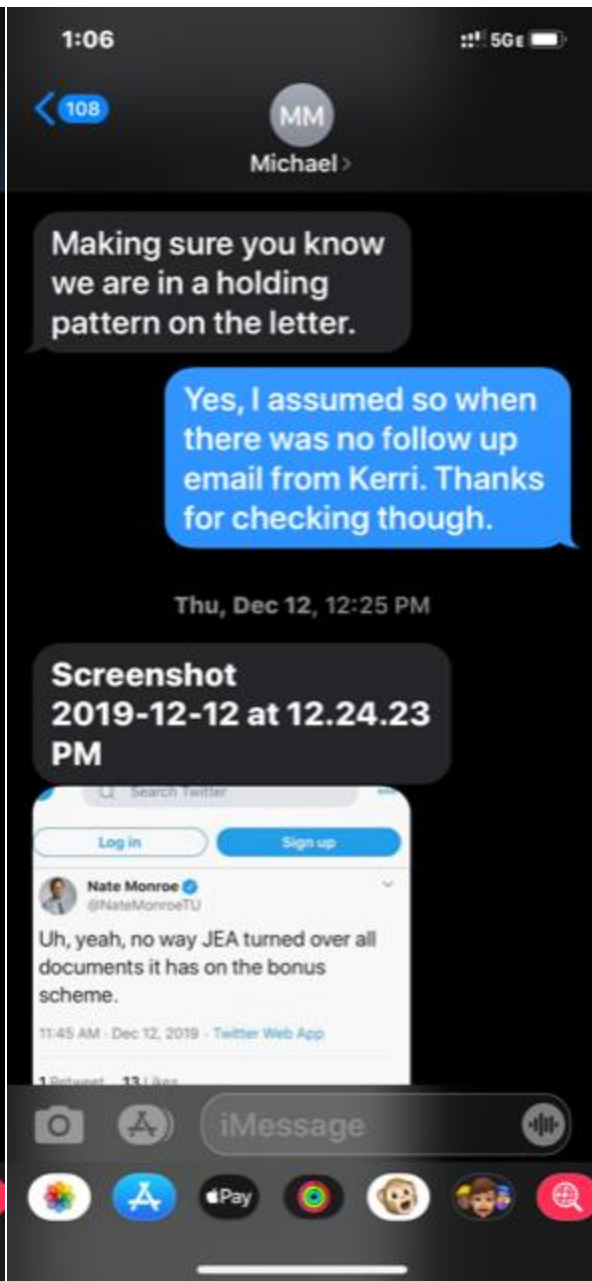 1:06
5GE
108
MM
Michael
Making sure you know
we are in a holding
pattern on the letter.
Yes, I assumed so when
there was no follow up
email from Kerri. Thanks
for checking though.
Thu, Dec 12, 12:25 PM
Screenshot
2019-12-12 at 12.24.23
PM
Search Twitter
Log in
Sign up
Nate Monroe
@NateMonroeTU
Uh, yeah, no way JEA turned over all
documents it has on the bonus
scheme.
11:45 AM · Dec 12, 2019 · Twitter Web App
1 Retweet 13 Likes
iMessage
Pay